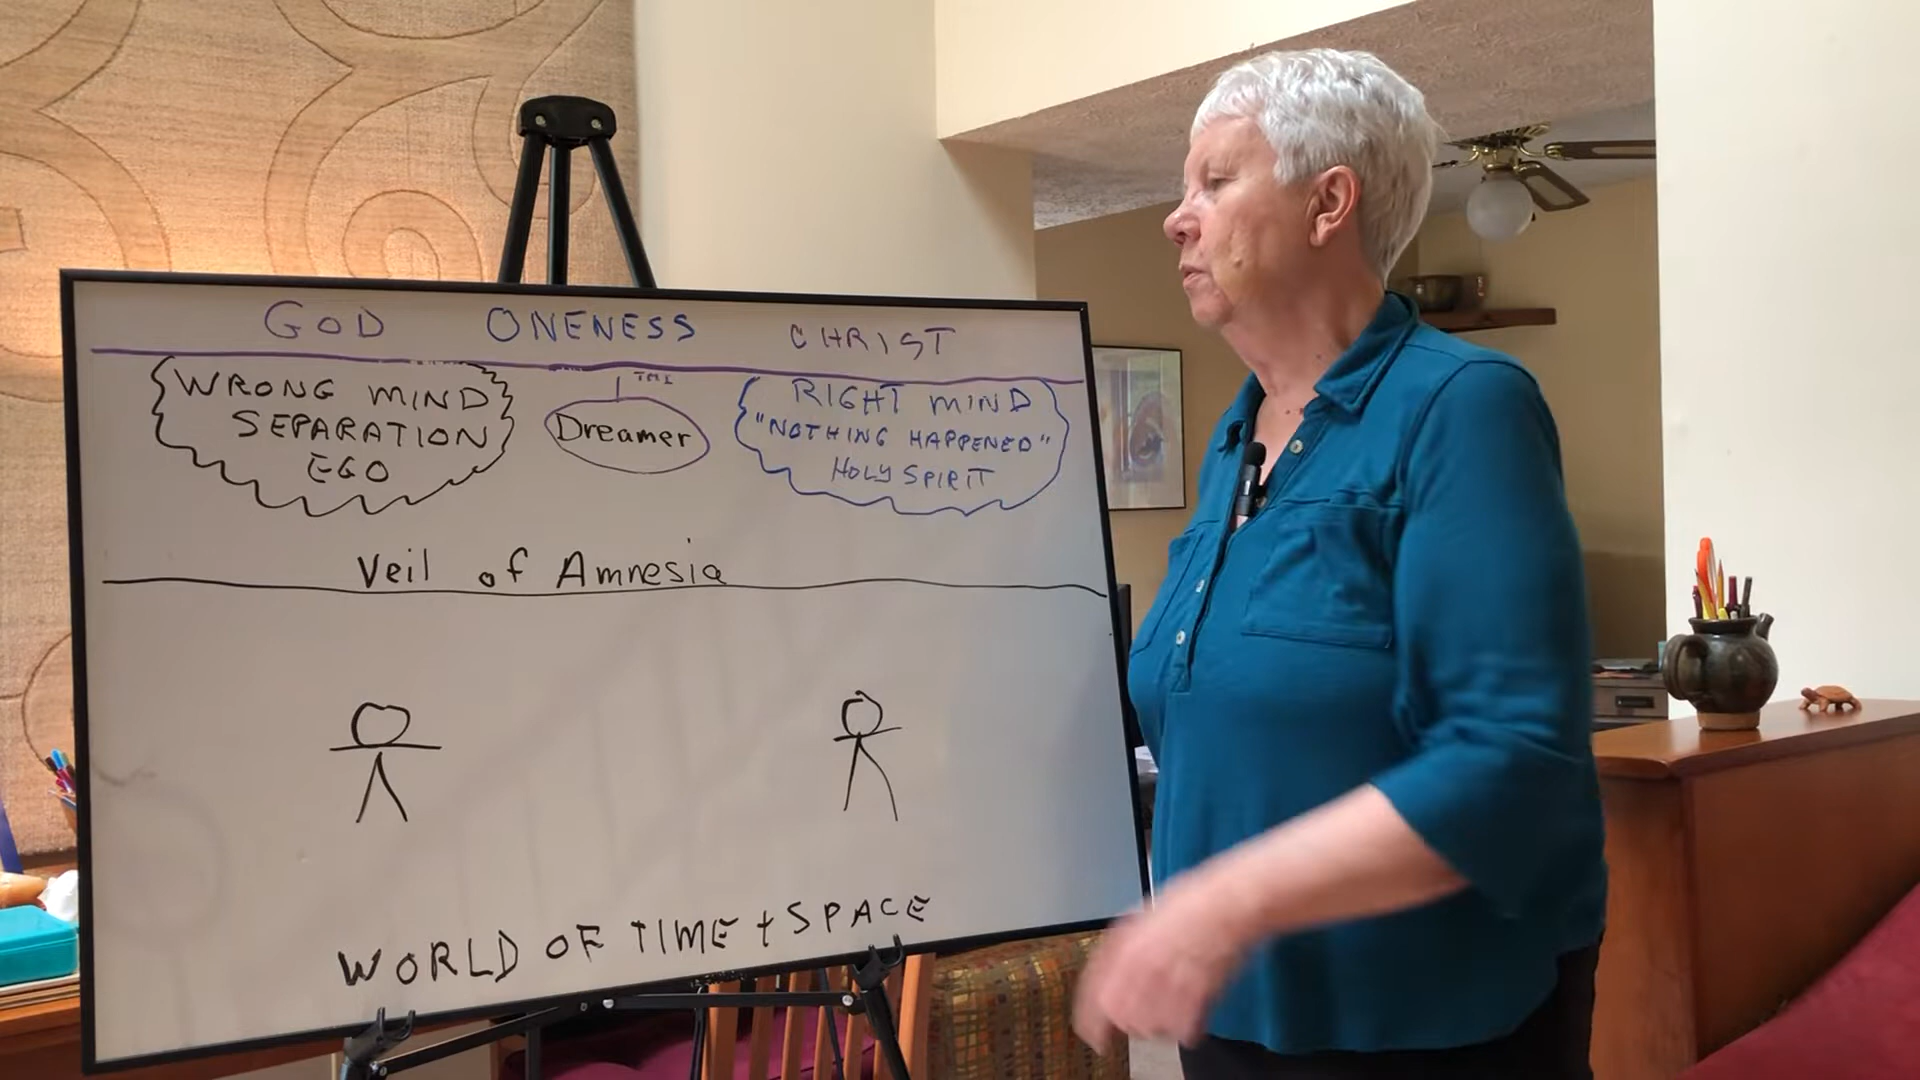 GOD ONENESS CHRIST
WRONG MIND
SEPARATION
EGO
TMI
Dreamer
RIGHT MIND
"NOTHING HAPPENED"
HOLY SPIRIT
Veil of Amnesia
WORLD OF TIME + SPACE